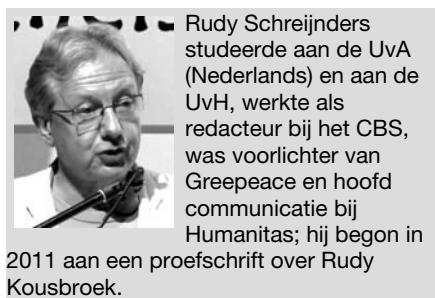 Rudy Schreijnders
studeerde aan de UvA
(Nederlands) en aan de
UvH, werkte als
redacteur bij het CBS,
was voorlichter van
Greepeace en hoofd
communicatie bij
Humanitas; hij begon in
2011 aan een proefschrift over Rudy
Kousbroek.